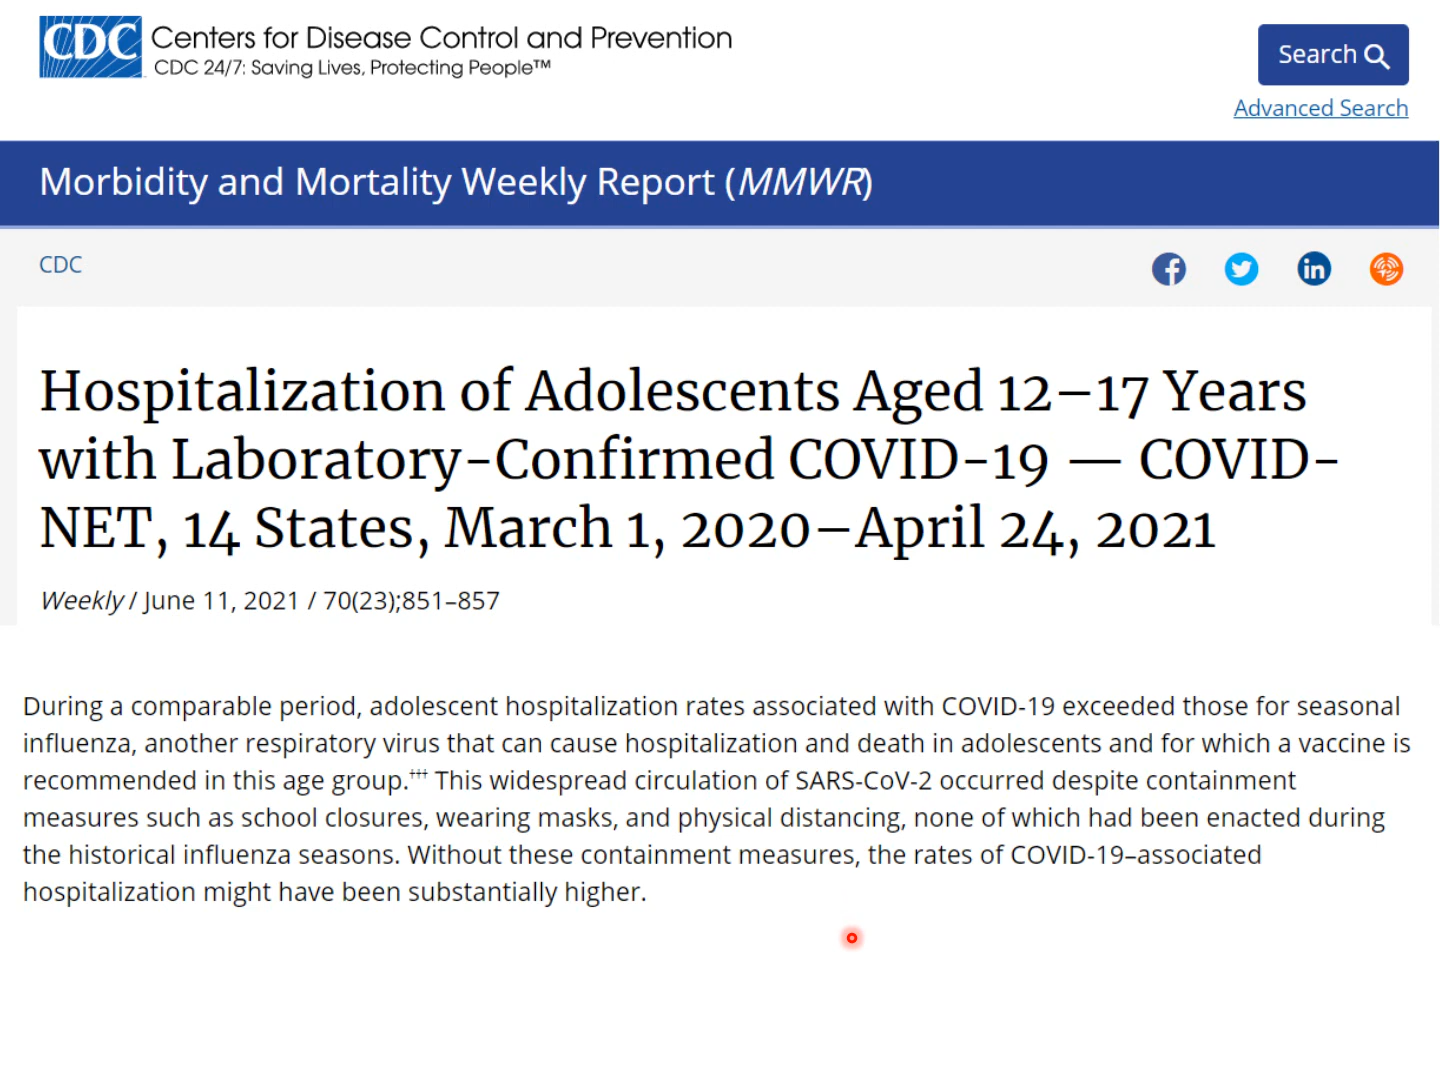 CDC
Centers for Disease Control and Prevention
CDC 24/7: Saving Lives, Protecting People™
Search
Advanced Search
Morbidity and Mortality Weekly Report (MMWR)
CDC
Hospitalization of Adolescents Aged 12–17 Years
with Laboratory-Confirmed COVID-19 — COVID-
NET, 14 States, March 1, 2020–April 24, 2021
Weekly / June 11, 2021 / 70(23);851–857
During a comparable period, adolescent hospitalization rates associated with COVID-19 exceeded those for seasonal
influenza, another respiratory virus that can cause hospitalization and death in adolescents and for which a vaccine is
recommended in this age group.††† This widespread circulation of SARS-CoV-2 occurred despite containment
measures such as school closures, wearing masks, and physical distancing, none of which had been enacted during
the historical influenza seasons. Without these containment measures, the rates of COVID-19–associated
hospitalization might have been substantially higher.